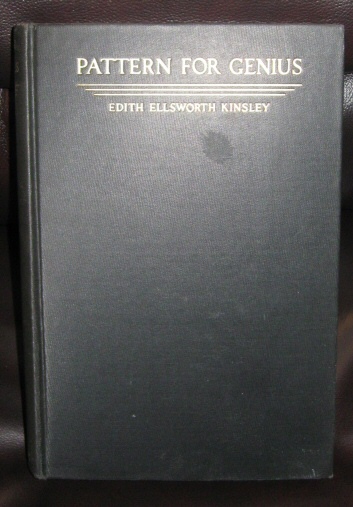 PATTERN FOR GENIUS
EDITH ELLSWORTH KINSLEY